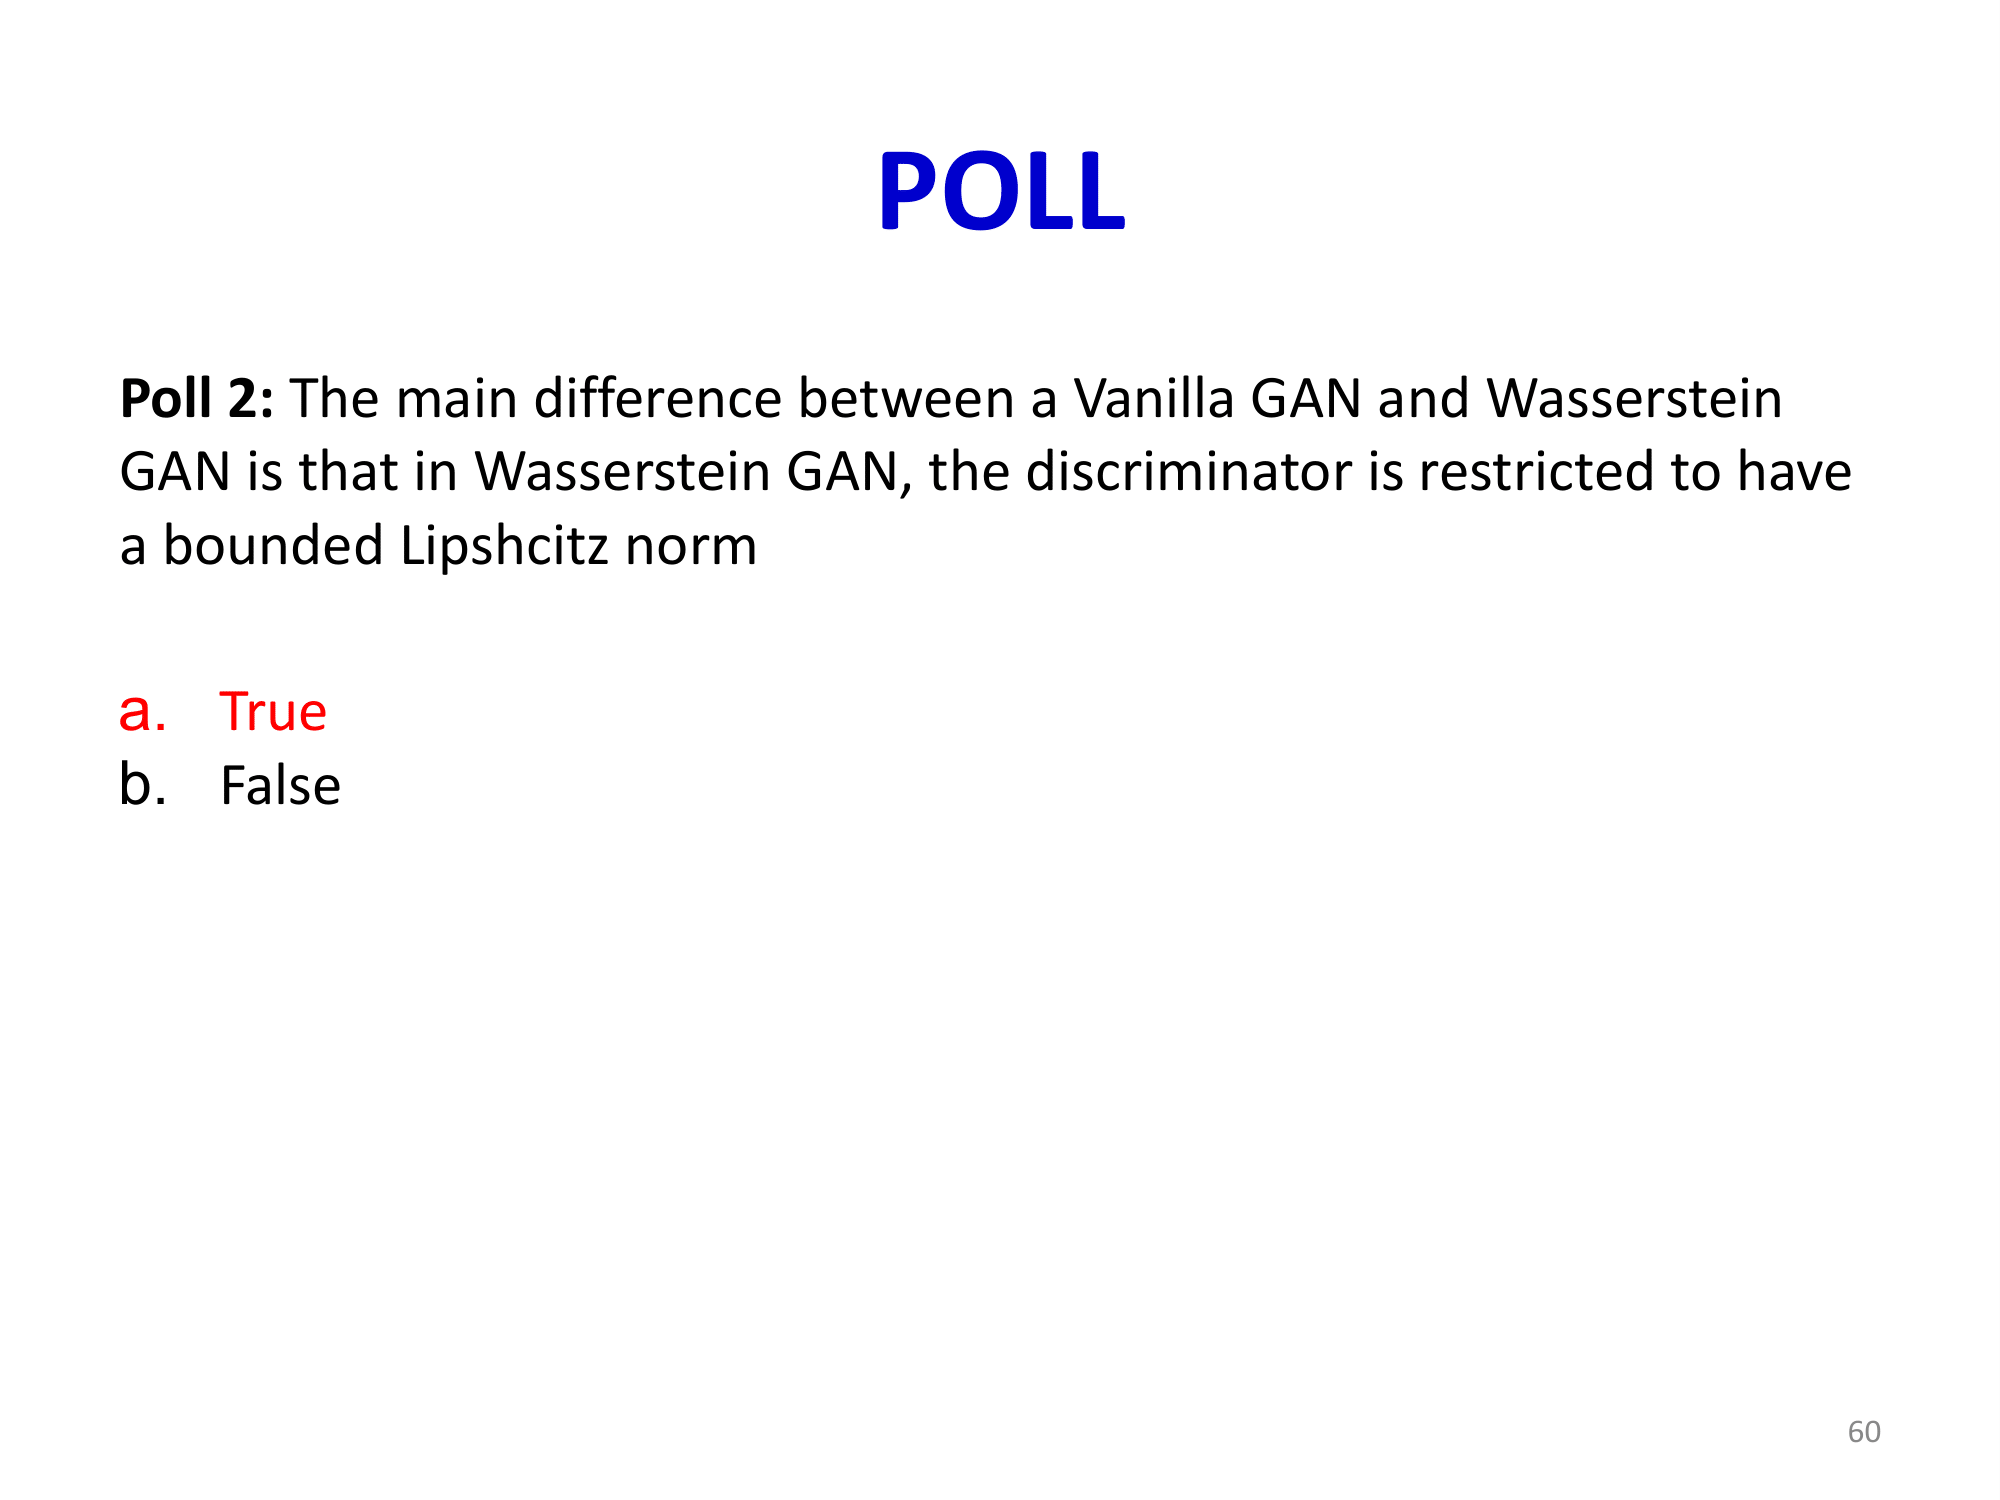 POLL
Poll 2: The main difference between a Vanilla GAN and Wasserstein
GAN is that in Wasserstein GAN, the discriminator is restricted to have
a bounded Lipshcitz norm
a. True
b. False
60